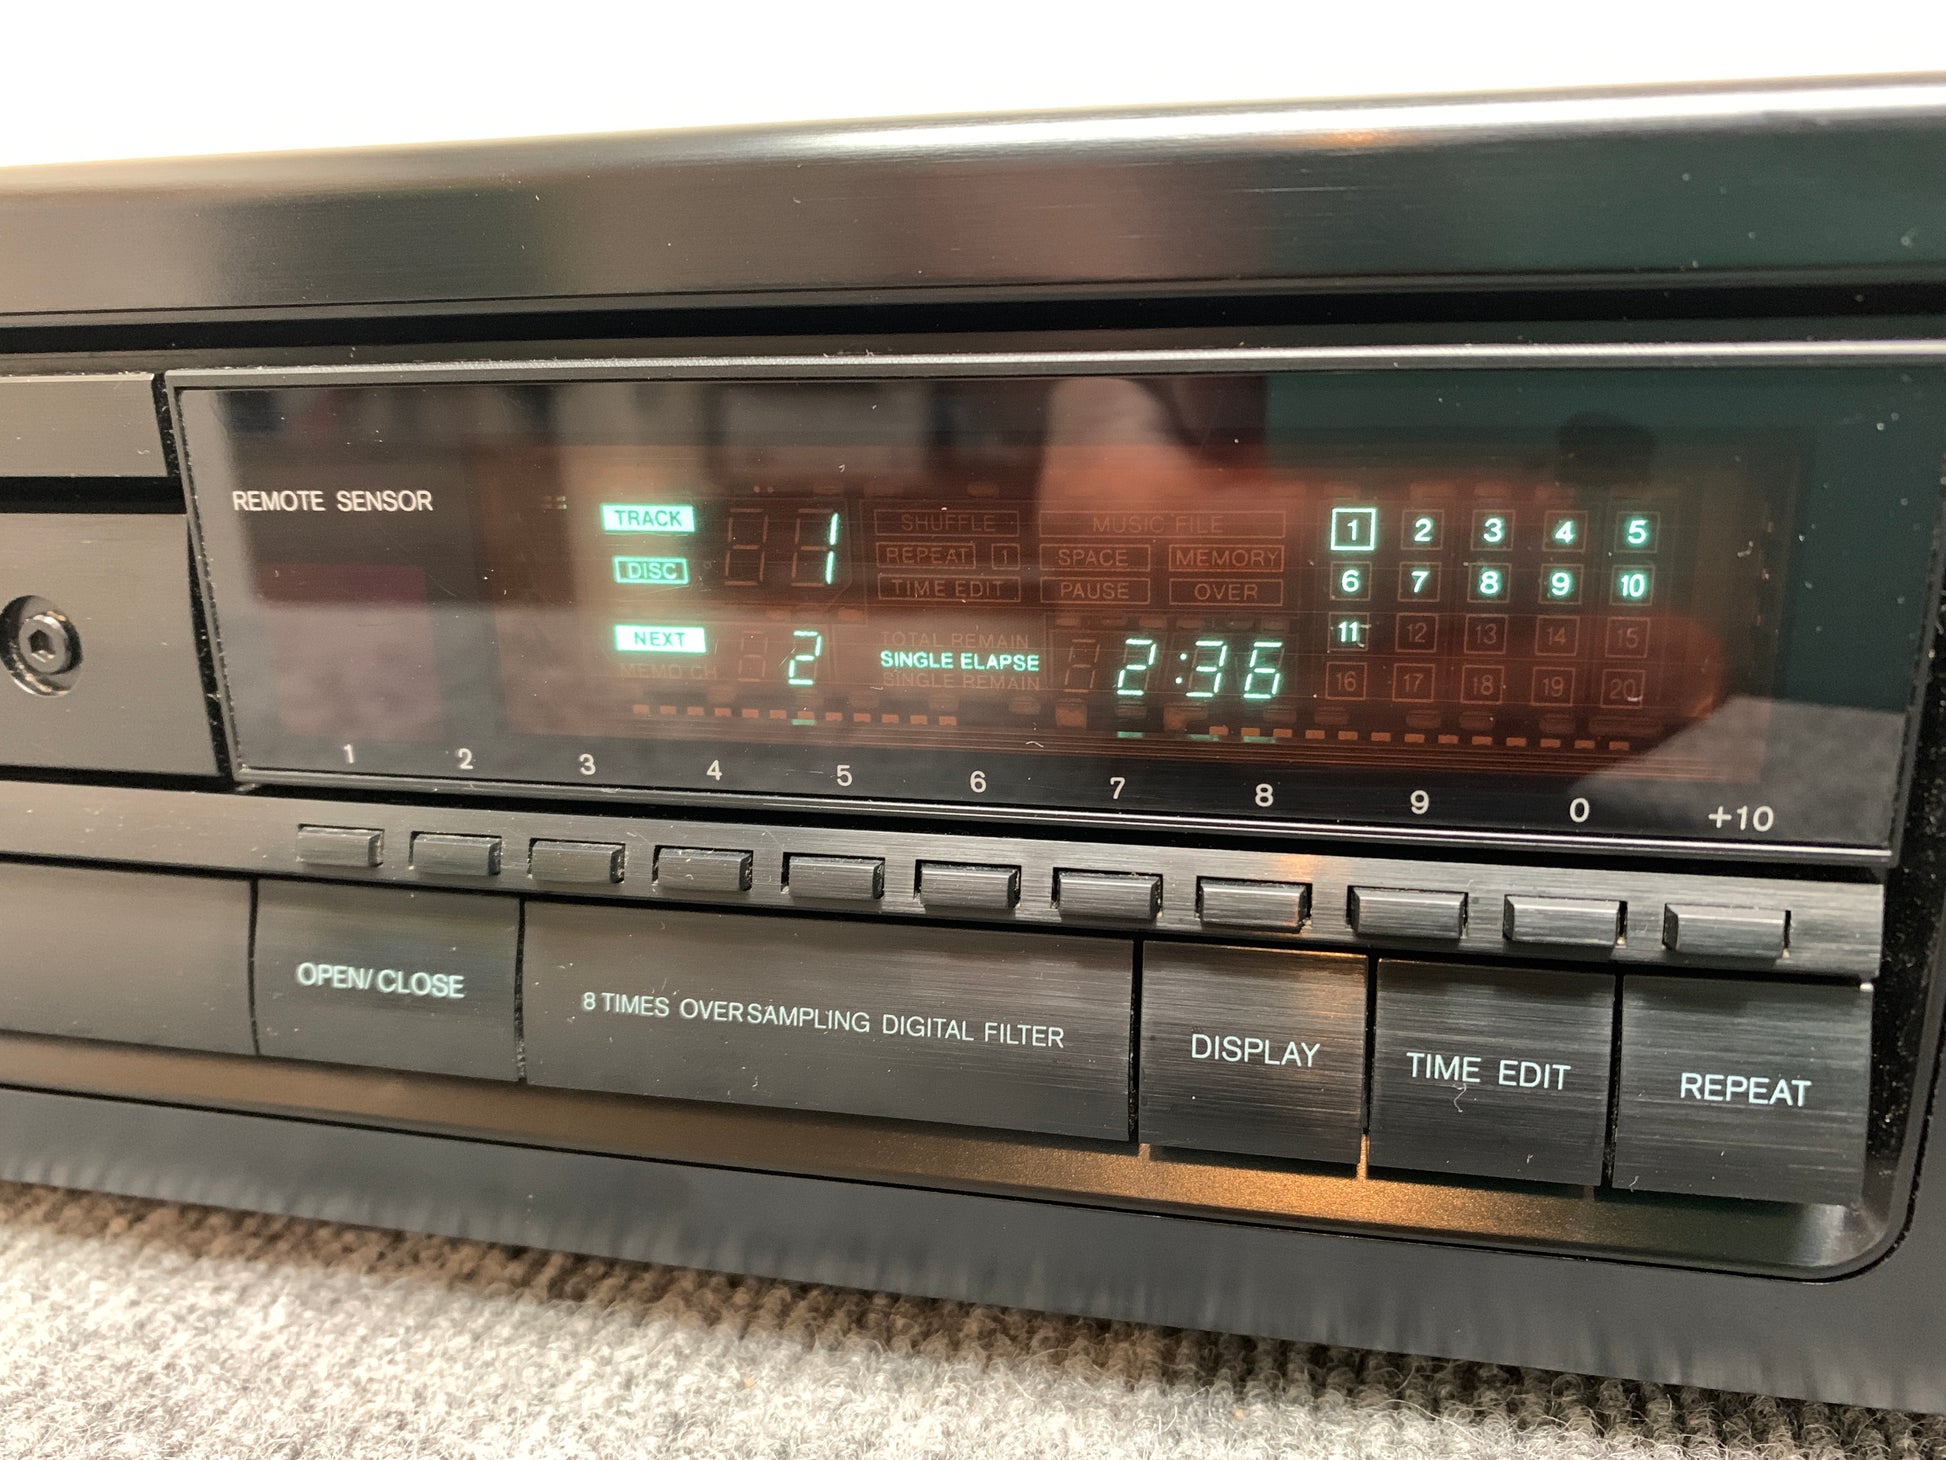 REMOTE SENSOR
TRACK 1 SHUFFLE MUSIC FILE 1 2 3 4 5
DISC REPEAT 1 SPACE MEMORY 6 7 8 9 10
TIME EDIT PAUSE OVER
NEXT 2 TOTAL REMAIN 11 12 13 14 15
SINGLE ELAPSE 2:36
MEMO CH SINGLE REMAIN 16 17 18 19 20
1 2 3 4 5 6 7 8 9 0 +10
OPEN/CLOSE
8 TIMES OVERSAMPLING DIGITAL FILTER
DISPLAY
TIME EDIT
REPEAT